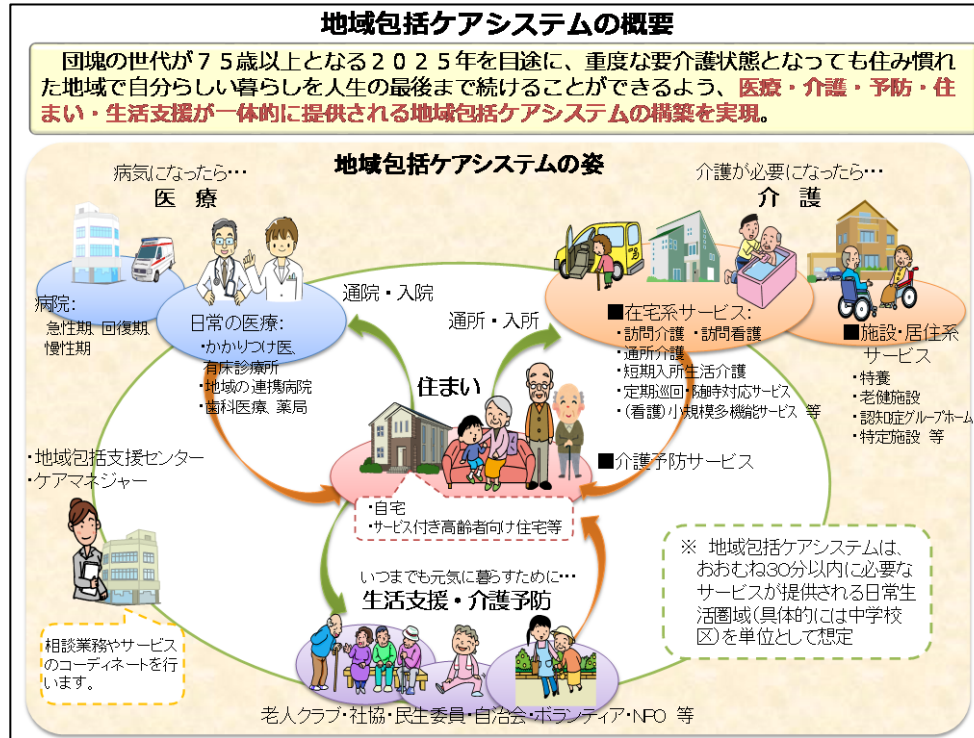 地域包括ケアシステムの概要
団塊の世代が７５歳以上となる２０２５年を目途に、重度な要介護状態となっても住み慣れ
た地域で自分らしい暮らしを人生の最後まで続けることができるよう、医療・介護・予防・住
まい・生活支援が一体的に提供される地域包括ケアシステムの構築を実現。
地域包括ケアシステムの姿
病気になったら･･･
医 療
介護が必要になったら･･･
介 護
病院:
急性期、回復期、
慢性期
日常の医療:
・かかりつけ医、
有床診療所
・地域の連携病院
・歯科医療、薬局
通院・入院
通所・入所
■在宅系サービス:
・訪問介護 ・訪問看護
・通所介護
・短期入所生活介護
・定期巡回・随時対応サービス
・（看護）小規模多機能サービス 等
■施設・居住系
サービス
・特養
・老健施設
・認知症グループホーム
・特定施設 等
住まい
■介護予防サービス
・自宅
・サービス付き高齢者向け住宅等
・地域包括支援センター
・ケアマネジャー
相談業務やサービス
のコーディネートを行
います。
いつまでも元気に暮らすために･･･
生活支援・介護予防
老人クラブ・社協・民生委員・自治会・ボランティア・NPO 等
※ 地域包括ケアシステムは、
おおむね30分以内に必要な
サービスが提供される日常生
活圏域（具体的には中学校
区）を単位として想定